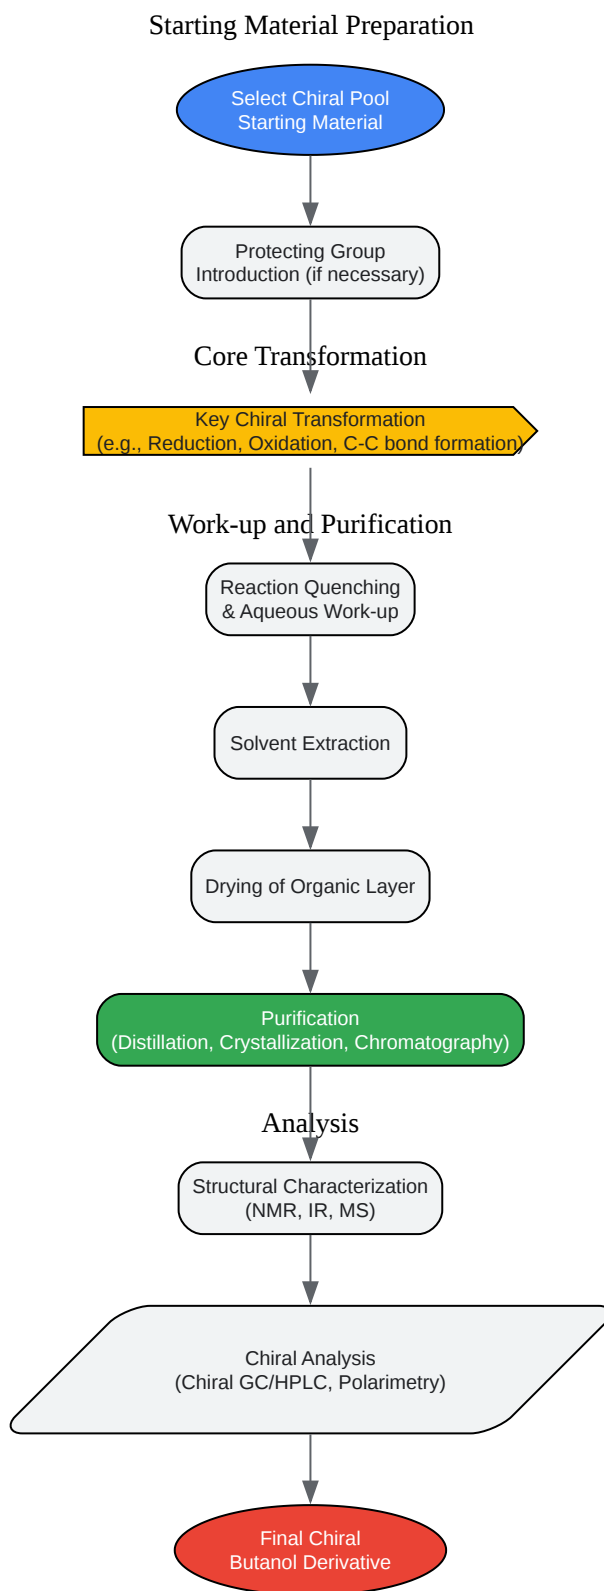 Starting Material Preparation
Select Chiral Pool
Starting Material
Protecting Group
Introduction (if necessary)
Core Transformation
Key Chiral Transformation
(e.g., Reduction, Oxidation, C-C bond formation)
Work-up and Purification
Reaction Quenching
& Aqueous Work-up
Solvent Extraction
Drying of Organic Layer
Purification
(Distillation, Crystallization, Chromatography)
Analysis
Structural Characterization
(NMR, IR, MS)
Chiral Analysis
(Chiral GC/HPLC, Polarimetry)
Final Chiral
Butanol Derivative